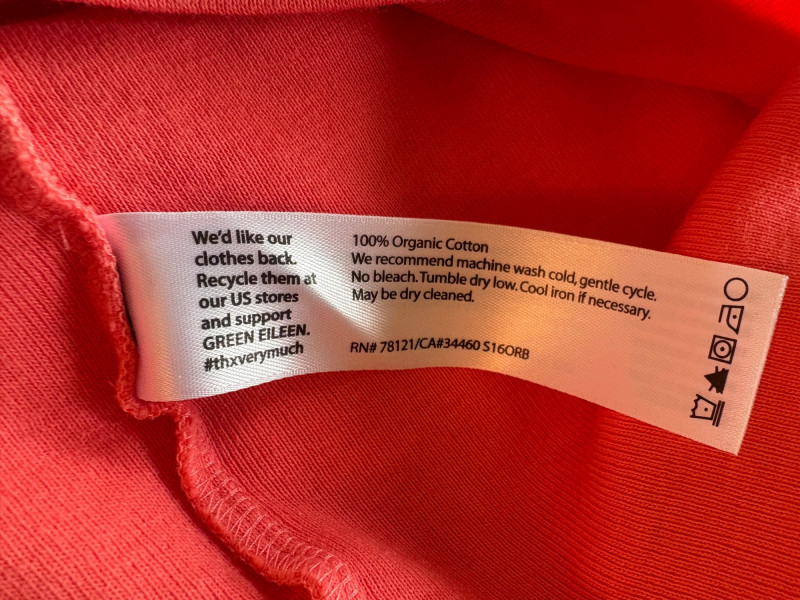 We'd like our
clothes back.
Recycle them at
our US stores
and support
GREEN EILEEN.
#thxverymuch
100% Organic Cotton
We recommend machine wash cold, gentle cycle.
No bleach. Tumble dry low. Cool iron if necessary.
May be dry cleaned.
RN# 78121/CA#34460 S16ORB